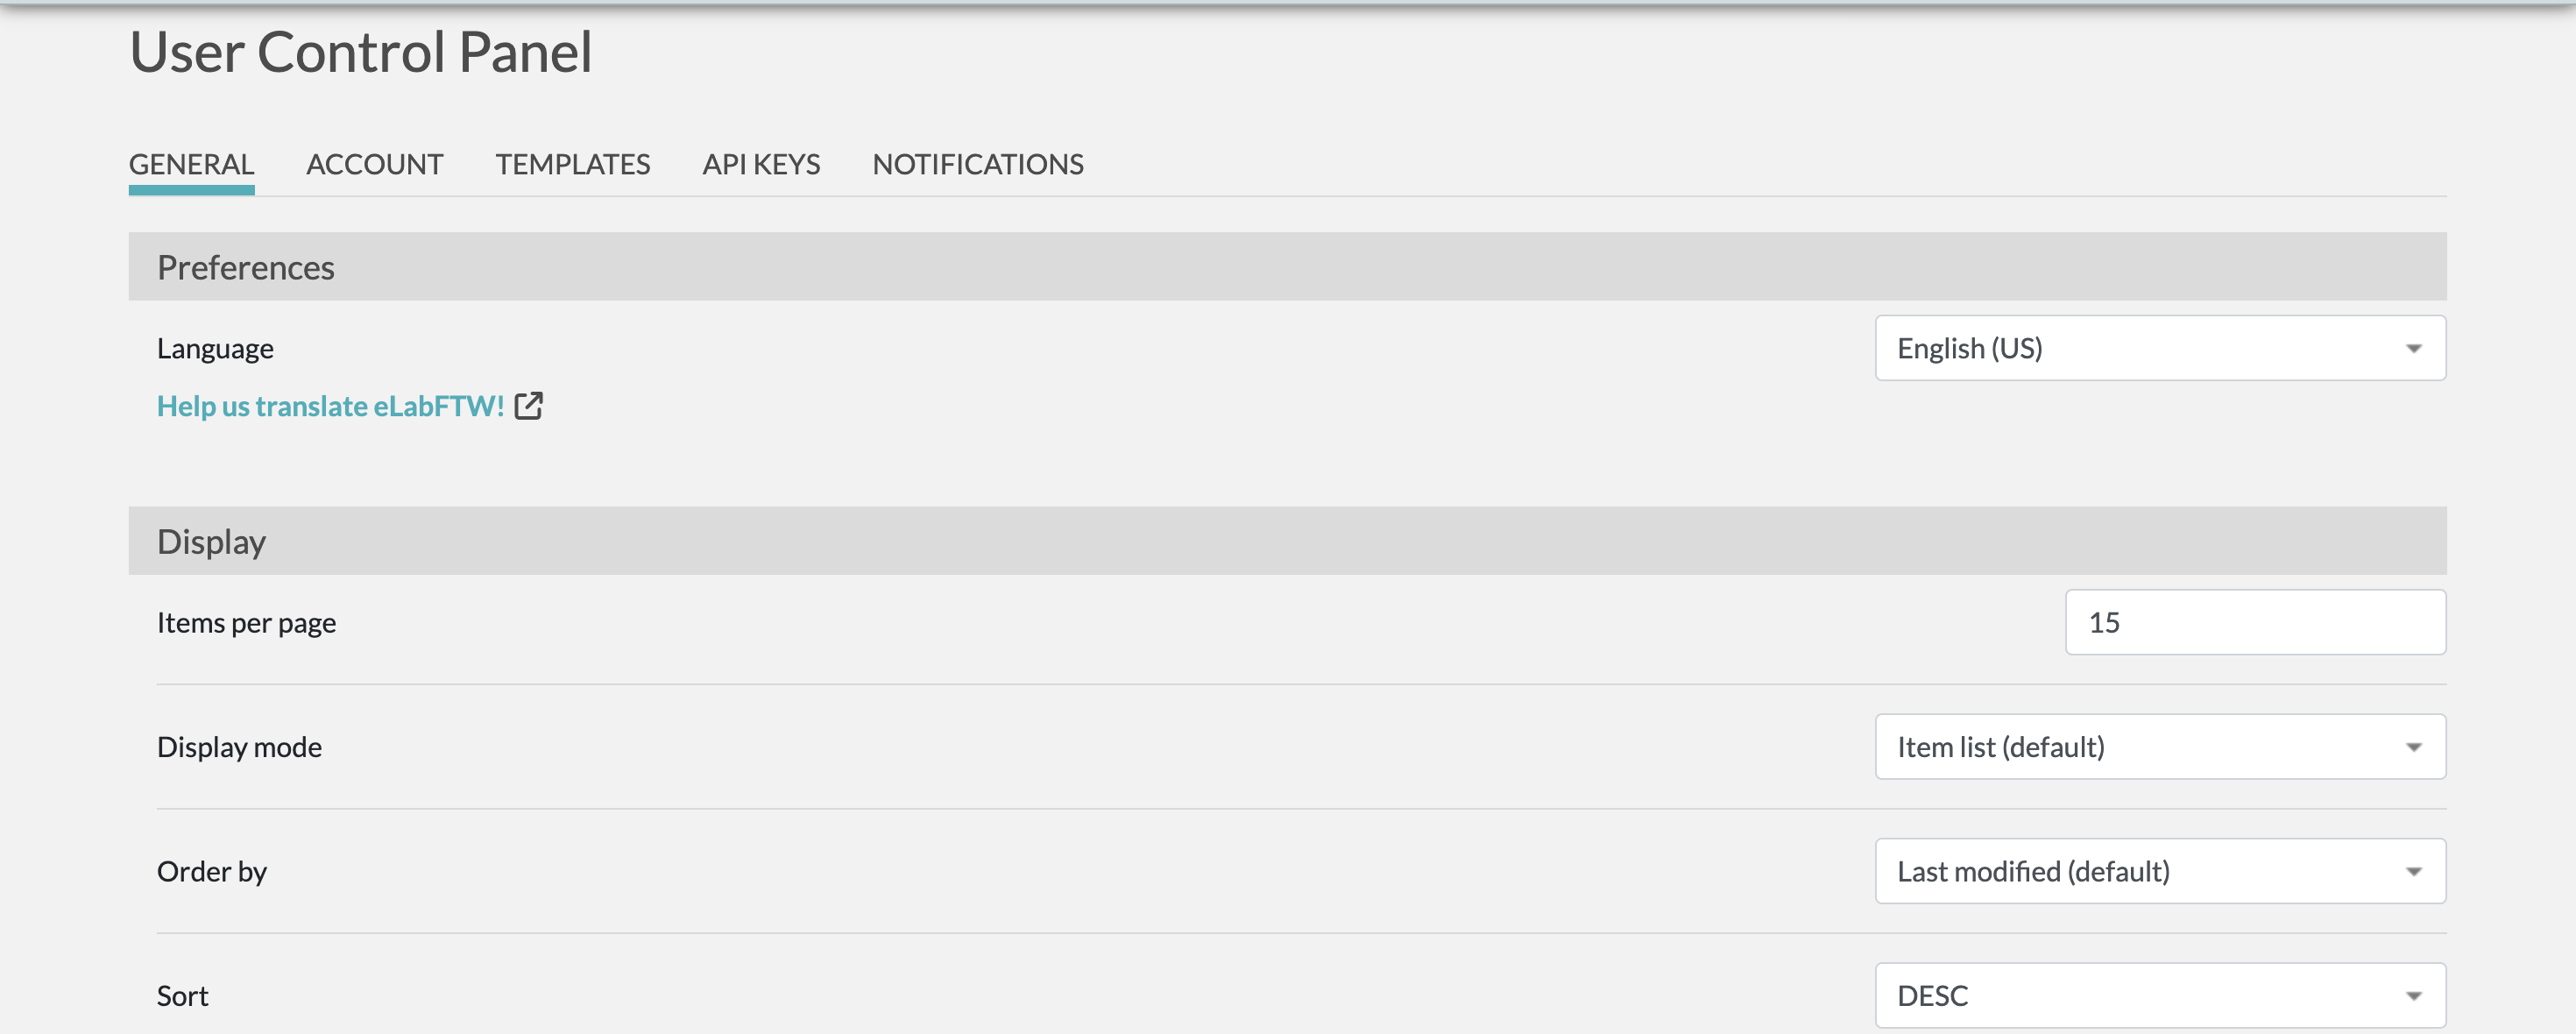 User Control Panel
GENERAL ACCOUNT TEMPLATES API KEYS NOTIFICATIONS
Preferences
Language English (US)
Help us translate eLabFTW!
Display
Items per page 15
Display mode Item list (default)
Order by Last modified (default)
Sort DESC